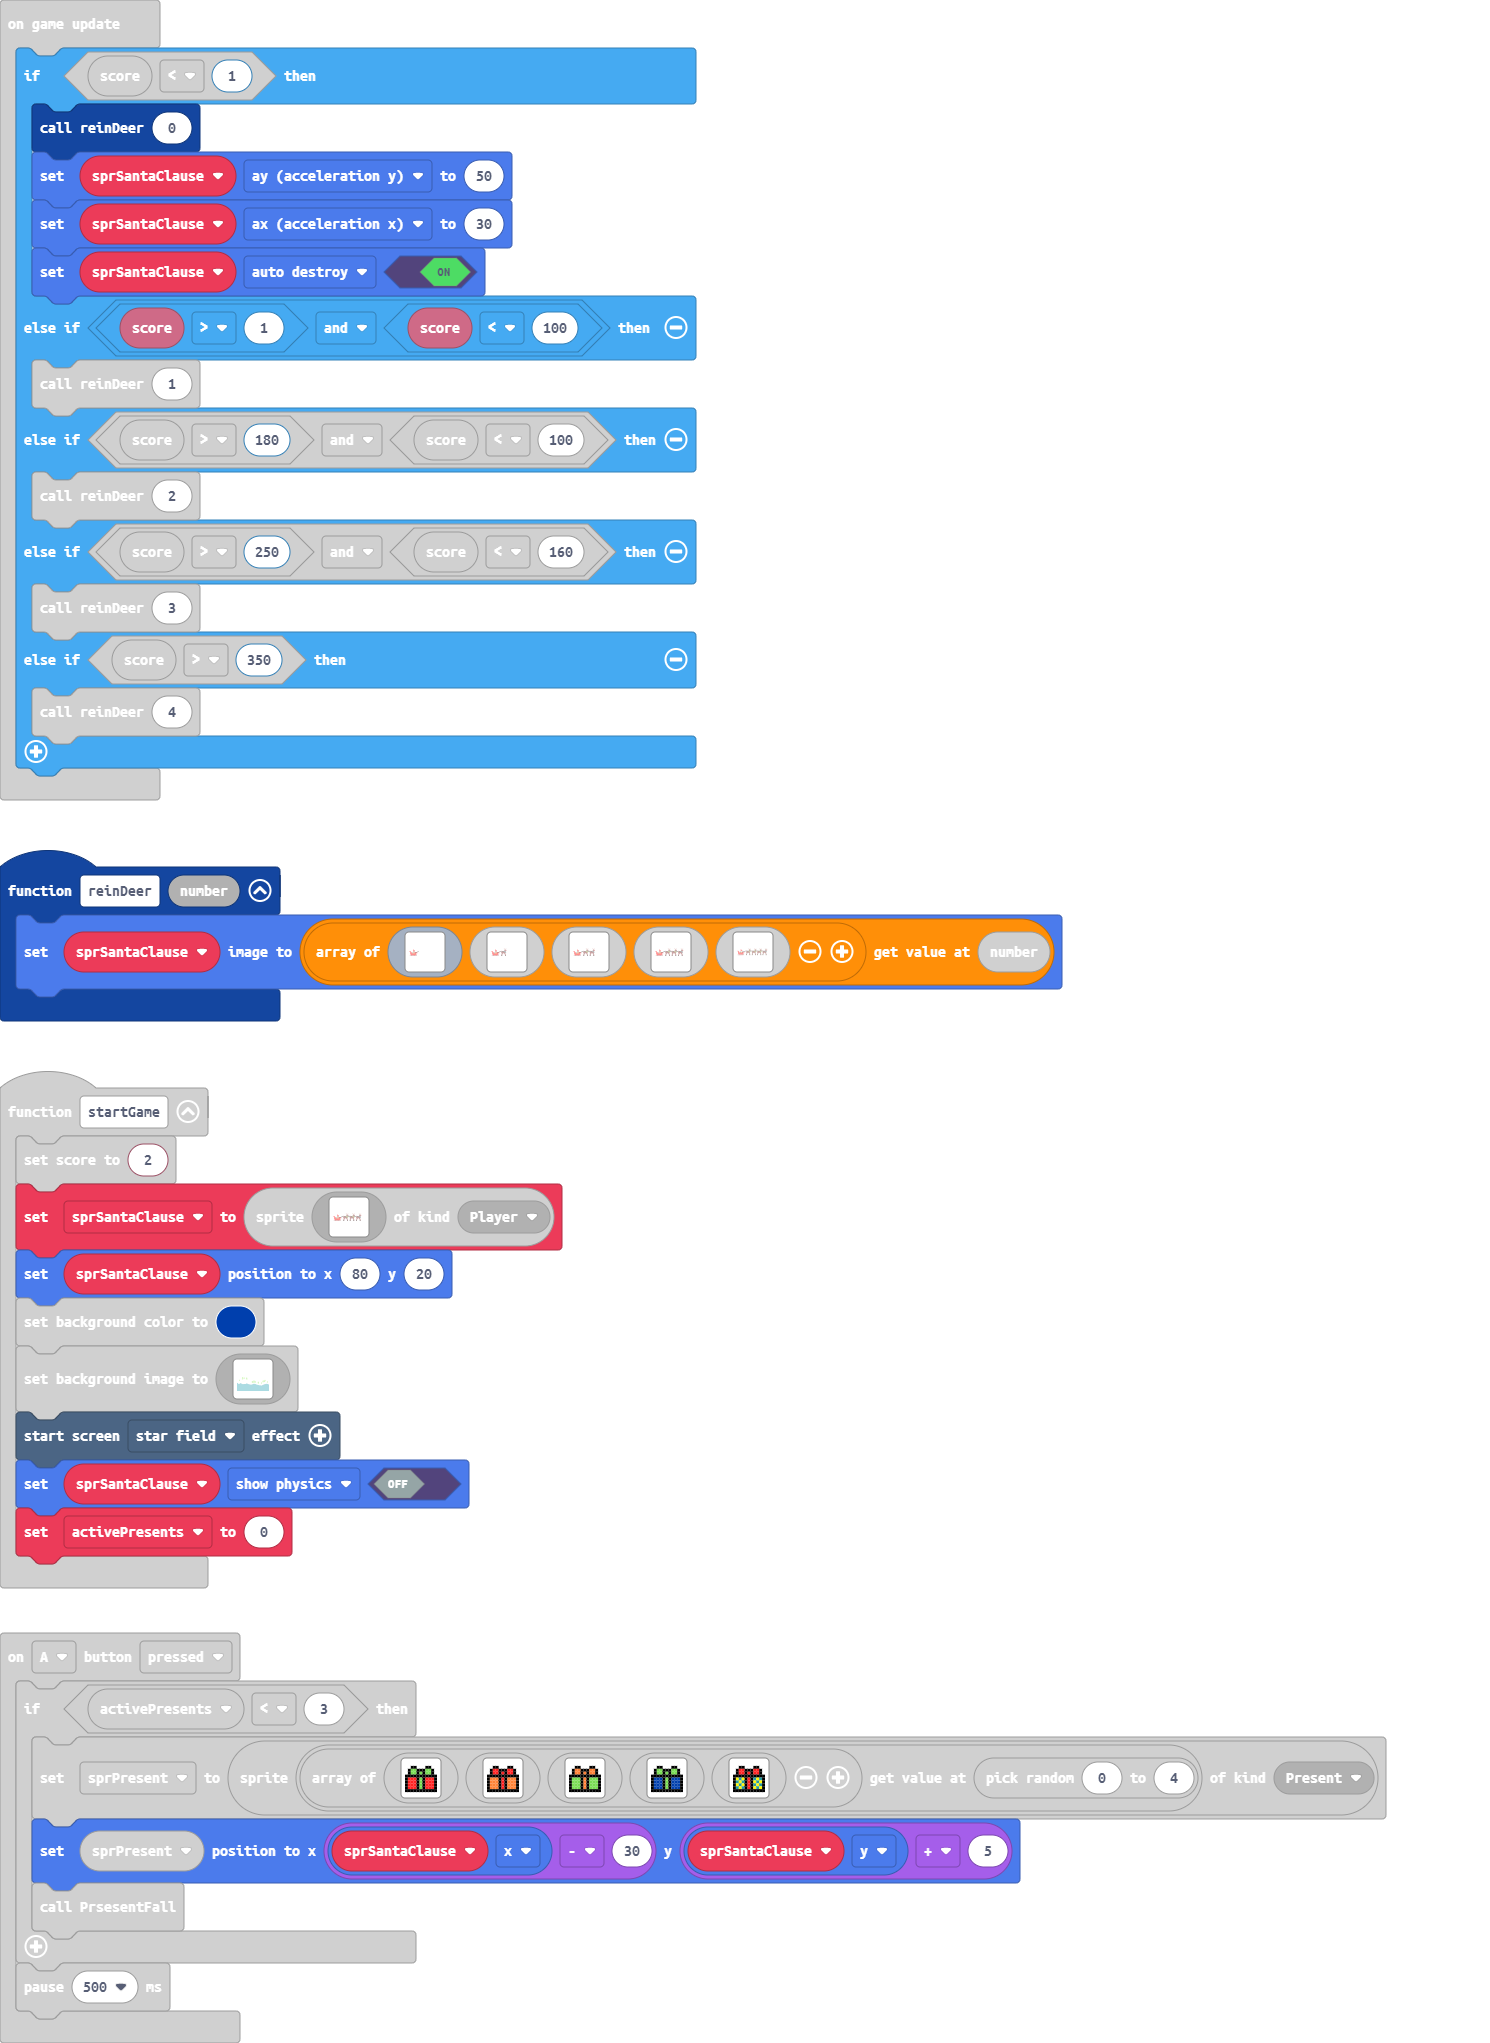 on game update
if score < 1 then
call reinDeer 0
set sprSantaClause ay (acceleration y) to 50
set sprSantaClause ax (acceleration x) to 30
set sprSantaClause auto destroy ON
else if score > 1 and score < 100 then
call reinDeer 1
else if score > 180 and score < 100 then
call reinDeer 2
else if score > 250 and score < 160 then
call reinDeer 3
else if score > 350 then
call reinDeer 4
function reinDeer number
set sprSantaClause image to array of get value at number
function startGame
set score to 2
set sprSantaClause to sprite of kind Player
set sprSantaClause position to x 80 y 20
set background color to
set background image to
start screen star field effect
set sprSantaClause show physics OFF
set activePresents to 0
on A button pressed
if activePresents < 3 then
set sprPresent to sprite array of get value at pick random 0 to 4 of kind Present
set sprPresent position to x sprSantaClause x - 30 y sprSantaClause y + 5
call PrsesentFall
pause 500 ms